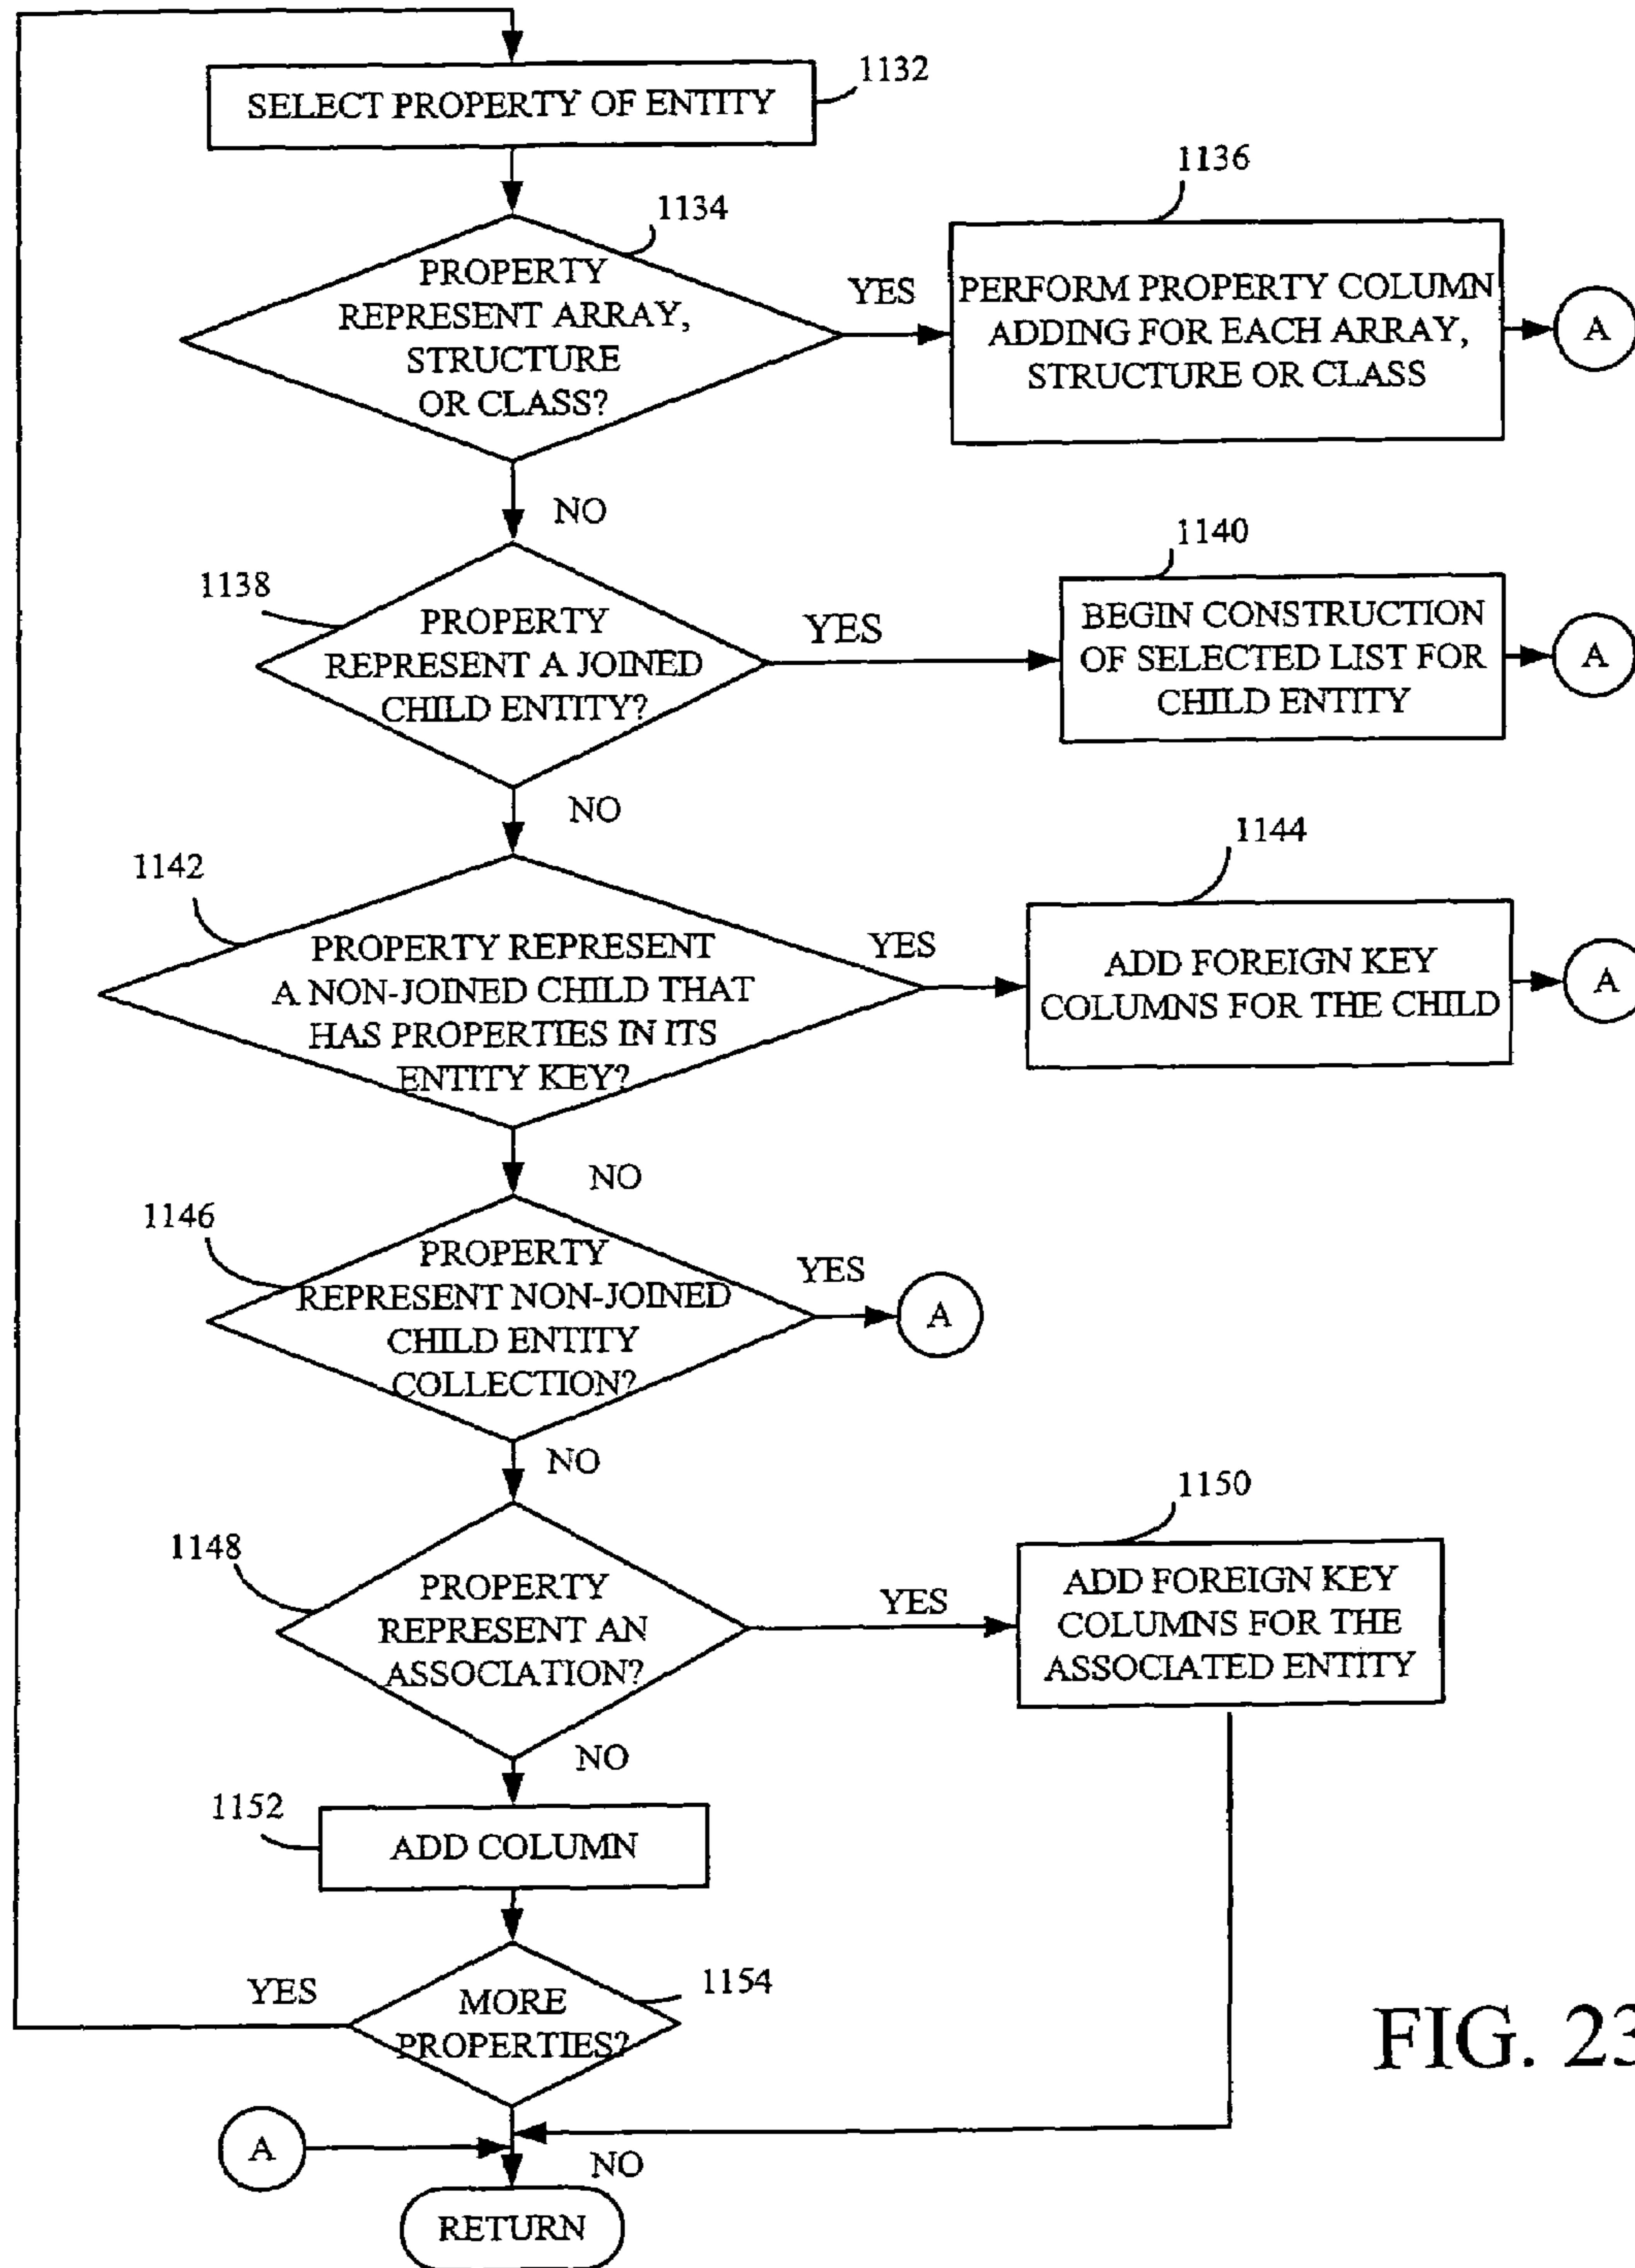 1132
SELECT PROPERTY OF ENTITY
1134
PROPERTY
REPRESENT ARRAY,
STRUCTURE
OR CLASS?
YES
1136
PERFORM PROPERTY COLUMN
ADDING FOR EACH ARRAY,
STRUCTURE OR CLASS
A
NO
1138
PROPERTY
REPRESENT A JOINED
CHILD ENTITY?
YES
1140
BEGIN CONSTRUCTION
OF SELECTED LIST FOR
CHILD ENTITY
A
NO
1142
PROPERTY REPRESENT
A NON-JOINED CHILD THAT
HAS PROPERTIES IN ITS
ENTITY KEY?
YES
1144
ADD FOREIGN KEY
COLUMNS FOR THE CHILD
A
NO
1146
PROPERTY
REPRESENT NON-JOINED
CHILD ENTITY
COLLECTION?
YES
A
NO
1148
PROPERTY
REPRESENT AN
ASSOCIATION?
YES
1150
ADD FOREIGN KEY
COLUMNS FOR THE
ASSOCIATED ENTITY
NO
1152
ADD COLUMN
1154
MORE
PROPERTIES?
YES
FIG. 23
A
NO
RETURN